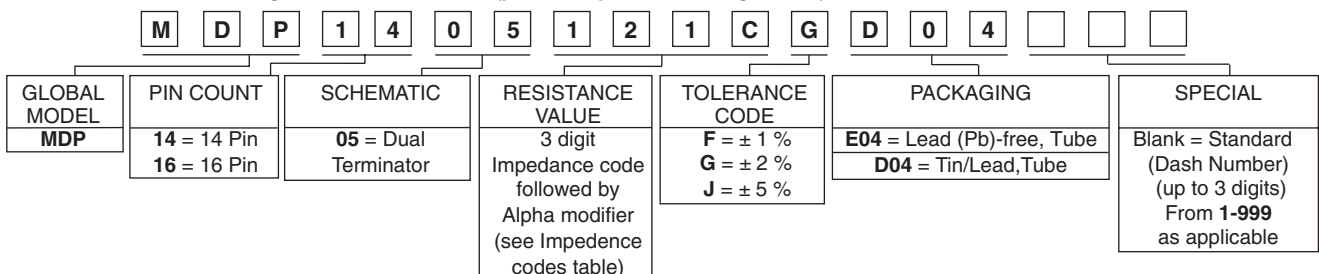 M D P 1 4 0 5 1 2 1 C G D 0 4
GLOBAL MODEL
MDP
PIN COUNT
14 = 14 Pin
16 = 16 Pin
SCHEMATIC
05 = Dual
Terminator
RESISTANCE
VALUE
3 digit
Impedance code
followed by
Alpha modifier
(see Impedence
codes table)
TOLERANCE
CODE
F = ± 1 %
G = ± 2 %
J = ± 5 %
PACKAGING
E04 = Lead (Pb)-free, Tube
D04 = Tin/Lead,Tube
SPECIAL
Blank = Standard
(Dash Number)
(up to 3 digits)
From 1-999
as applicable